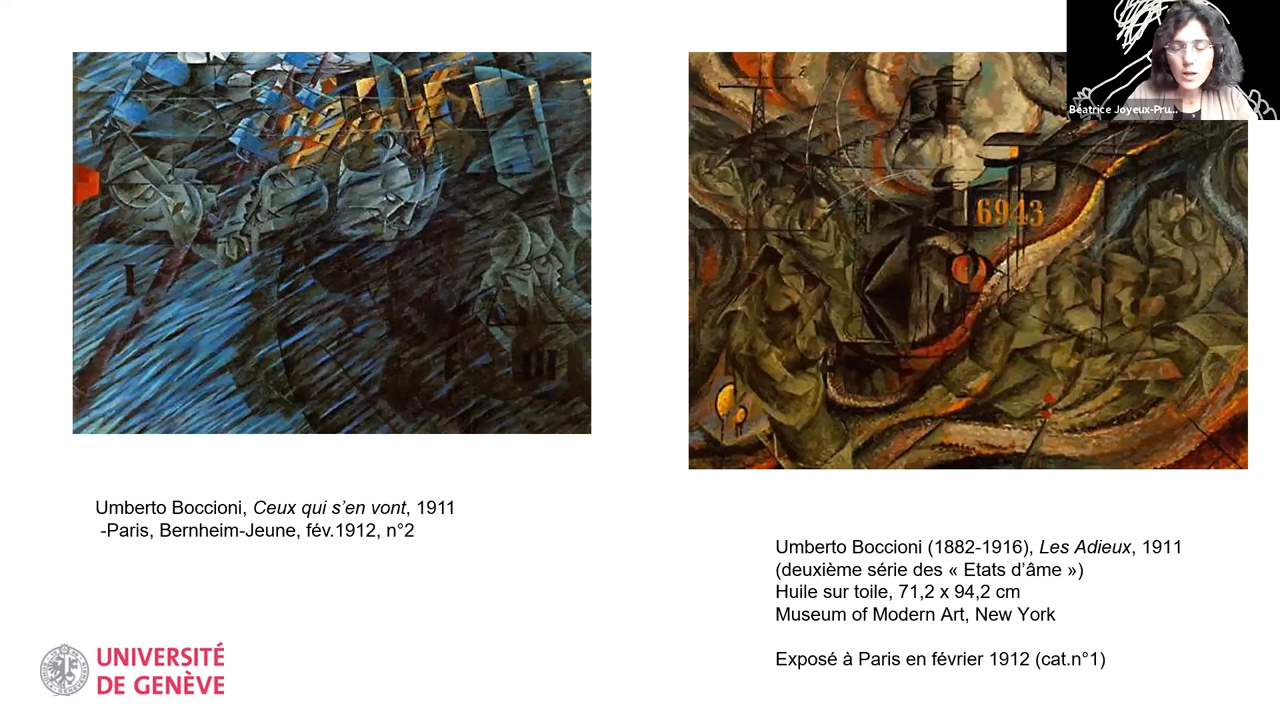 Béatrice Joyeux-Pru...
6943
I
III
Umberto Boccioni, Ceux qui s’en vont, 1911
-Paris, Bernheim-Jeune, fév.1912, n°2
Umberto Boccioni (1882-1916), Les Adieux, 1911
(deuxième série des « Etats d’âme »)
Huile sur toile, 71,2 x 94,2 cm
Museum of Modern Art, New York
Exposé à Paris en février 1912 (cat.n°1)
UNIVERSITÉ
DE GENÈVE